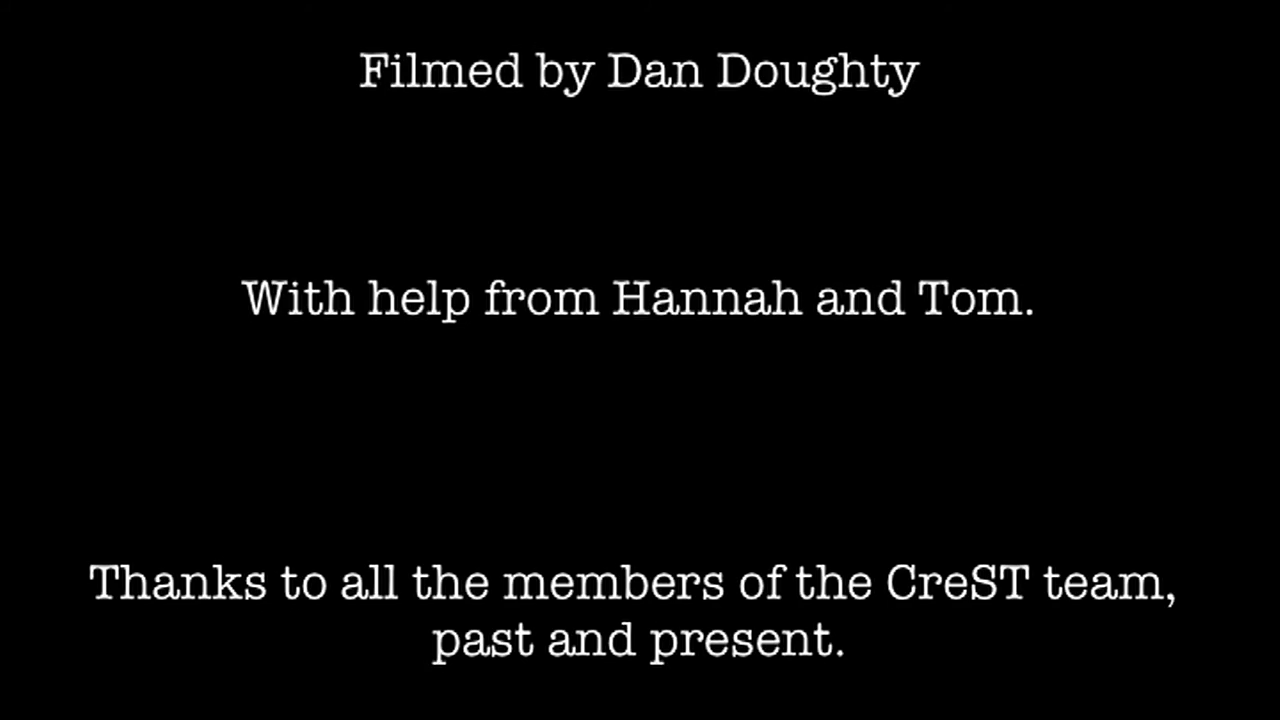 Filmed by Dan Doughty
With help from Hannah and Tom.
Thanks to all the members of the CreST team,
past and present.